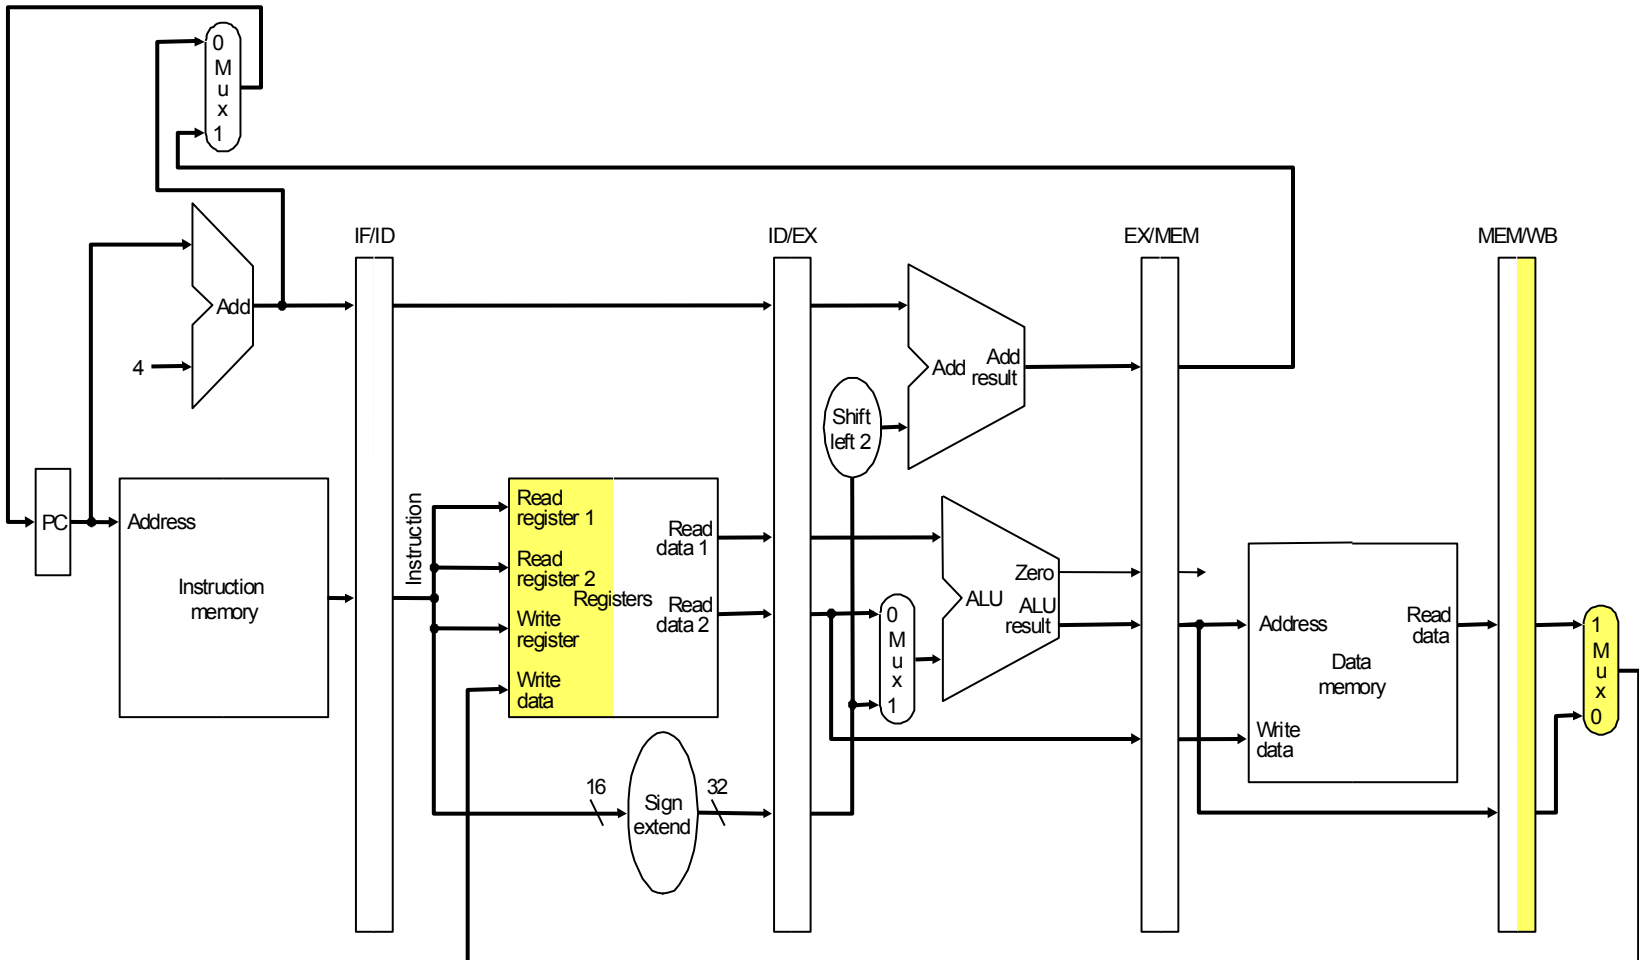 0
M
u
x
1
IF/ID
ID/EX
EX/MEM
MEM/WB
Add
4
Add
Add
result
Shift
left 2
PC
Address
Instruction
memory
Instruction
Read
register 1
Read
register 2
Registers
Write
register
Write
data
Read
data 1
Read
data 2
16
Sign
extend
32
0
M
u
x
1
Zero
ALU
ALU
result
Address
Read
data
Data
memory
Write
data
1
M
u
x
0